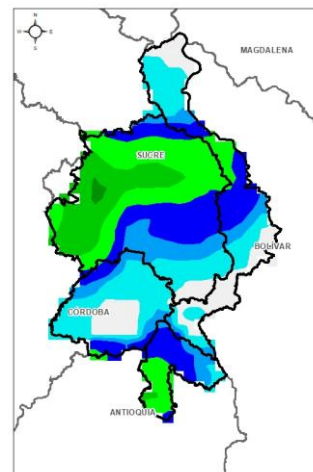 N
W E
S
MAGDALENA
SUCRE
BOLIVAR
CORDOBA
ANTIOQUIA